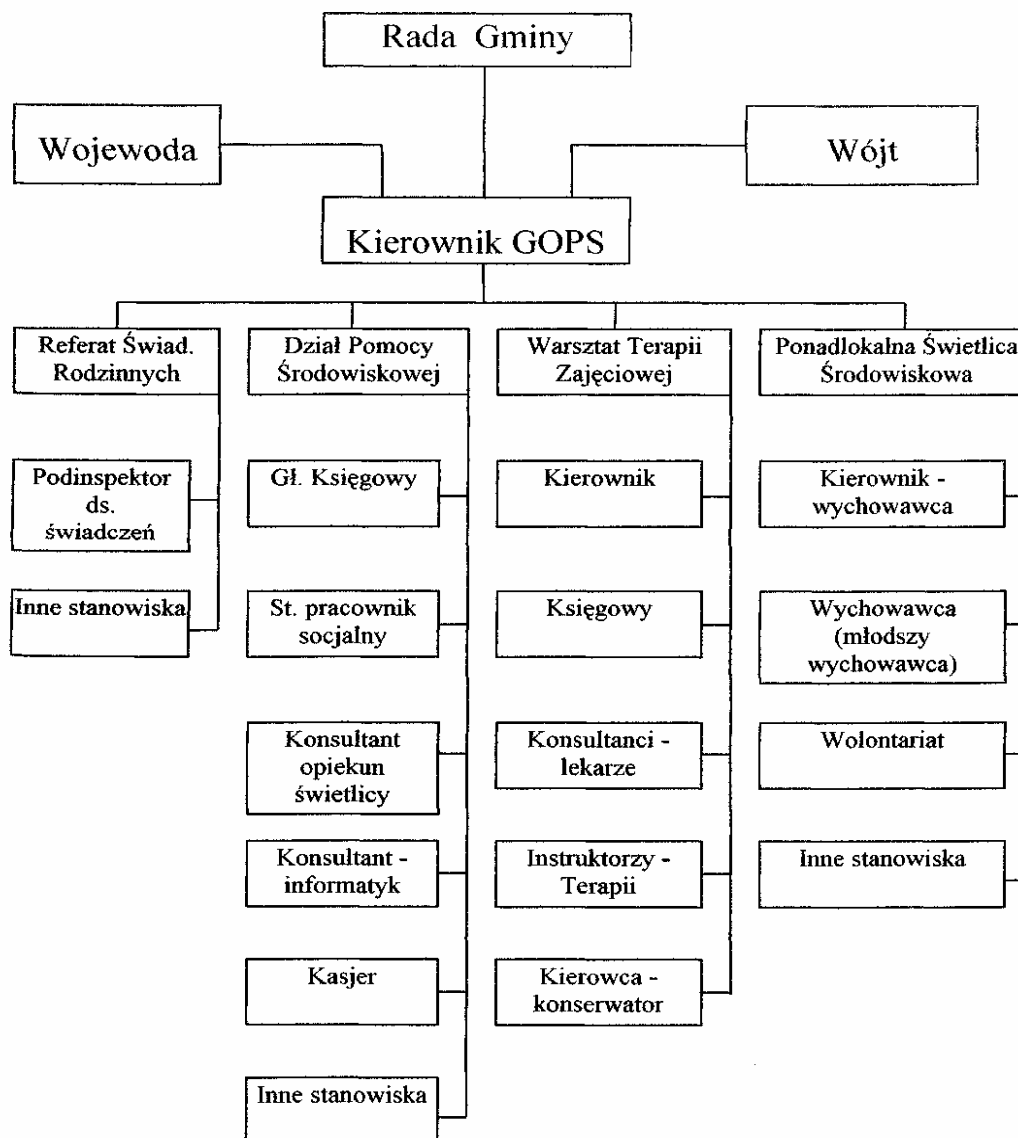 Rada Gminy
Wojewoda
Wójt
Kierownik GOPS
Referat Świad.
Rodzinnych
Podinspektor
ds.
świadczeń
Inne stanowiska
Dział Pomocy
Środowiskowej
Gł. Księgowy
St. pracownik
socjalny
Konsultant
opiekun
świetlicy
Konsultant -
informatyk
Kasjer
Inne stanowiska
Warsztat Terapii
Zajęciowej
Kierownik
Księgowy
Konsultanci -
lekarze
Instruktorzy -
Terapii
Kierowca -
konserwator
Ponadlokalna Świetlica
Środowiskowa
Kierownik -
wychowawca
Wychowawca
(młodszy
wychowawca)
Wolontariat
Inne stanowiska